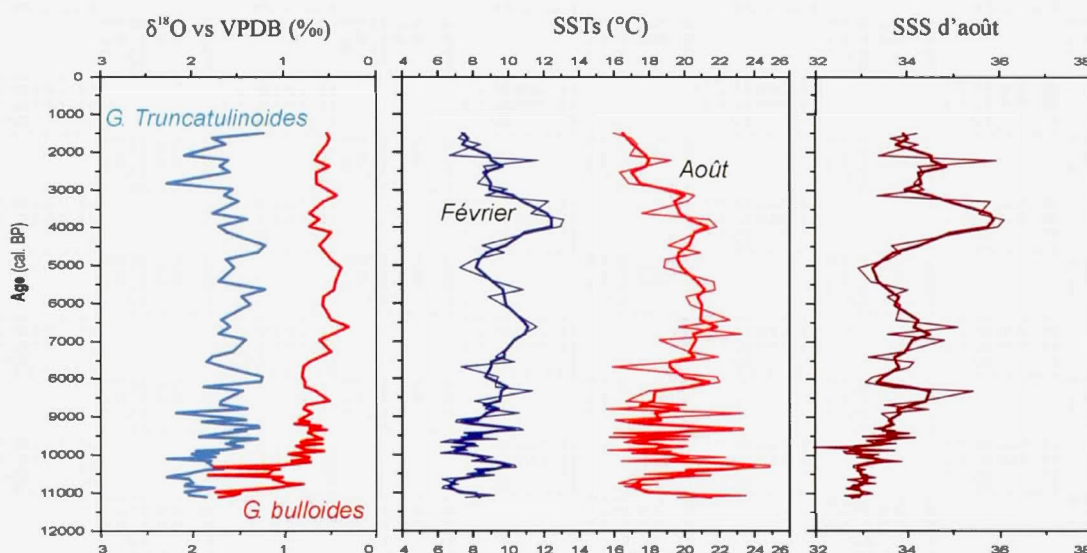 δ¹⁸O vs VPDB (‰)
SSTs (°C)
SSS d'août
3 2 1 0
4 6 8 10 12 14 16 18 20 22 24 26
32 34 36 38
0
1000
2000
3000
4000
5000
6000
7000
8000
9000
10000
11000
12000
Age (cal. BP)
G. Truncatulinoides
Août
Février
G. bulloides
3 2 1 0
4 6 8 10 12 14 16 18 20 22 24 26
32 34 36